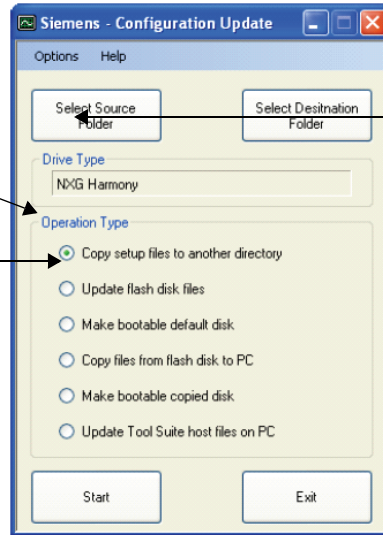 Siemens - Configuration Update
Options Help
Select Source
Folder
Select Desitnation
Folder
Drive Type
NXG Harmony
Operation Type
Copy setup files to another directory
Update flash disk files
Make bootable default disk
Copy files from flash disk to PC
Make bootable copied disk
Update Tool Suite host files on PC
Start
Exit